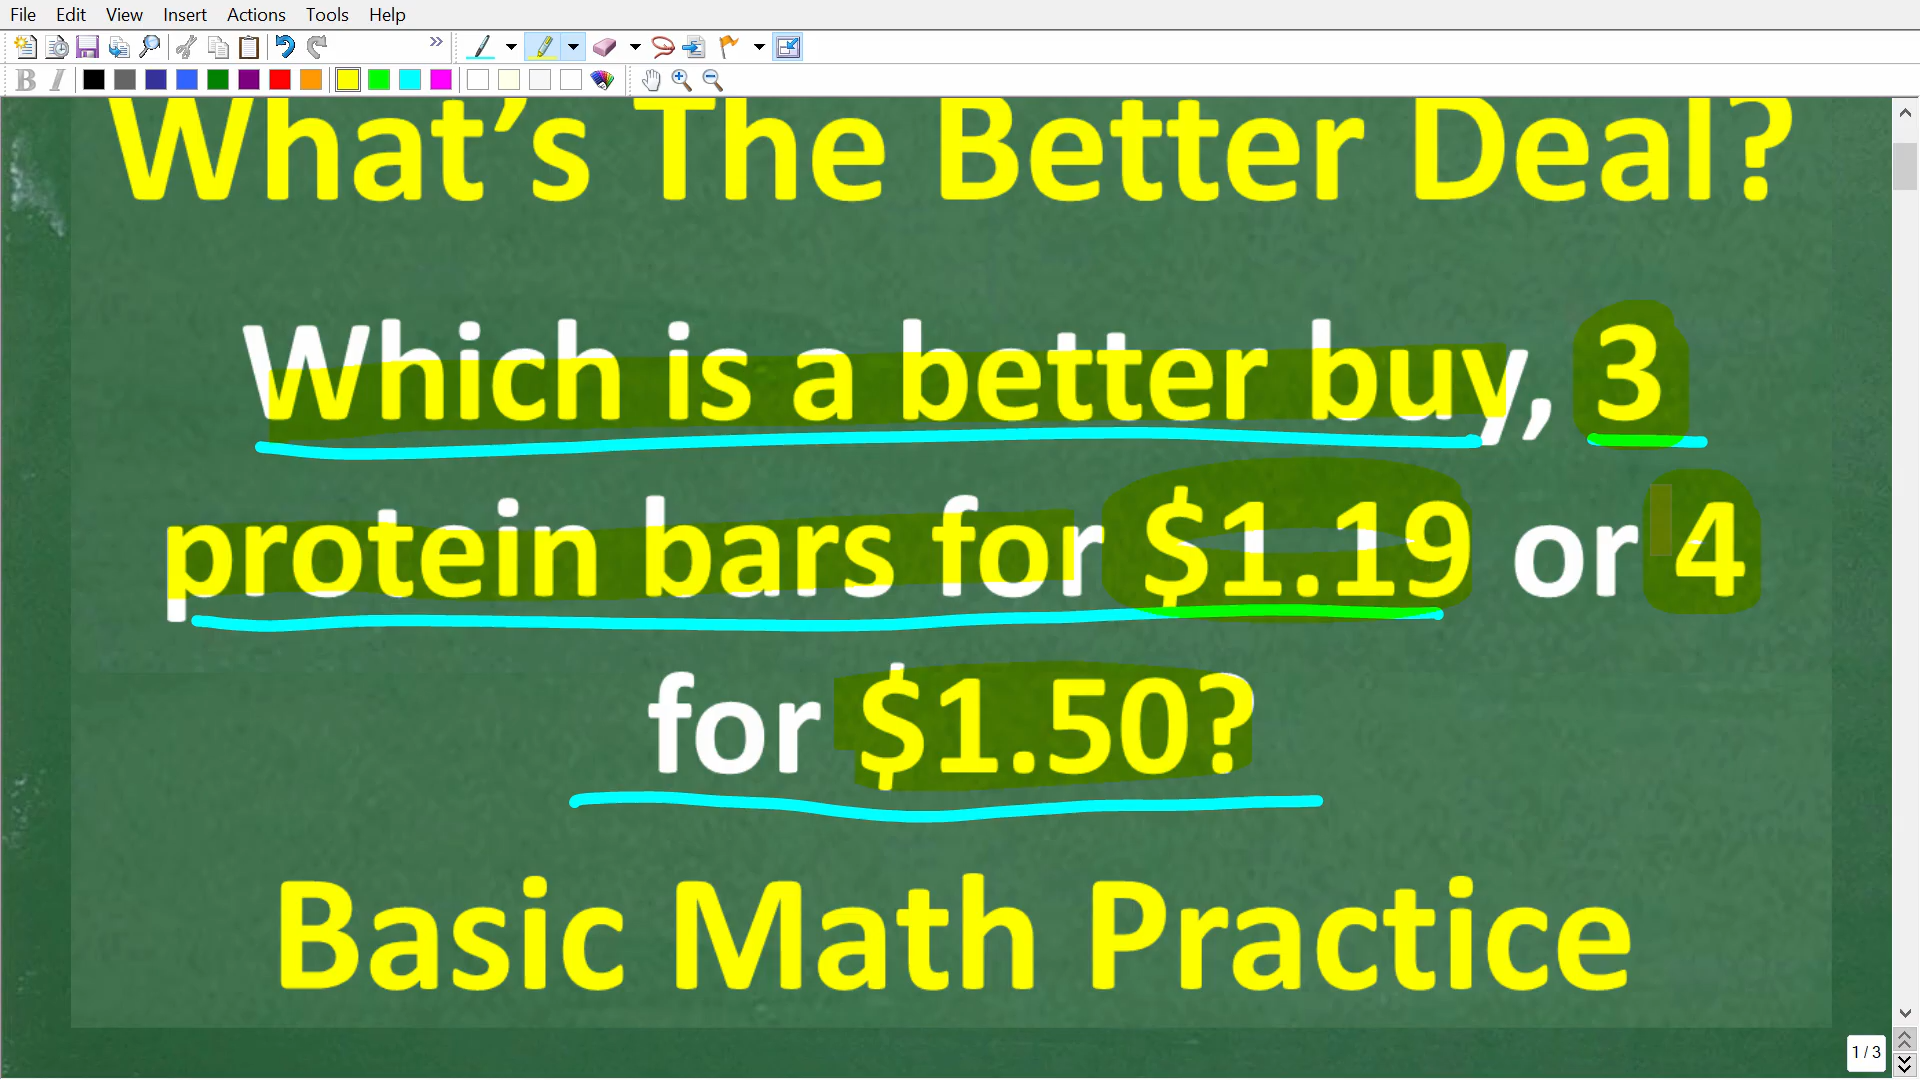 File Edit View Insert Actions Tools Help
B I
What's The Better Deal?
Which is a better buy, 3
protein bars for $1.19 or 4
for $1.50?
Basic Math Practice
1 / 3